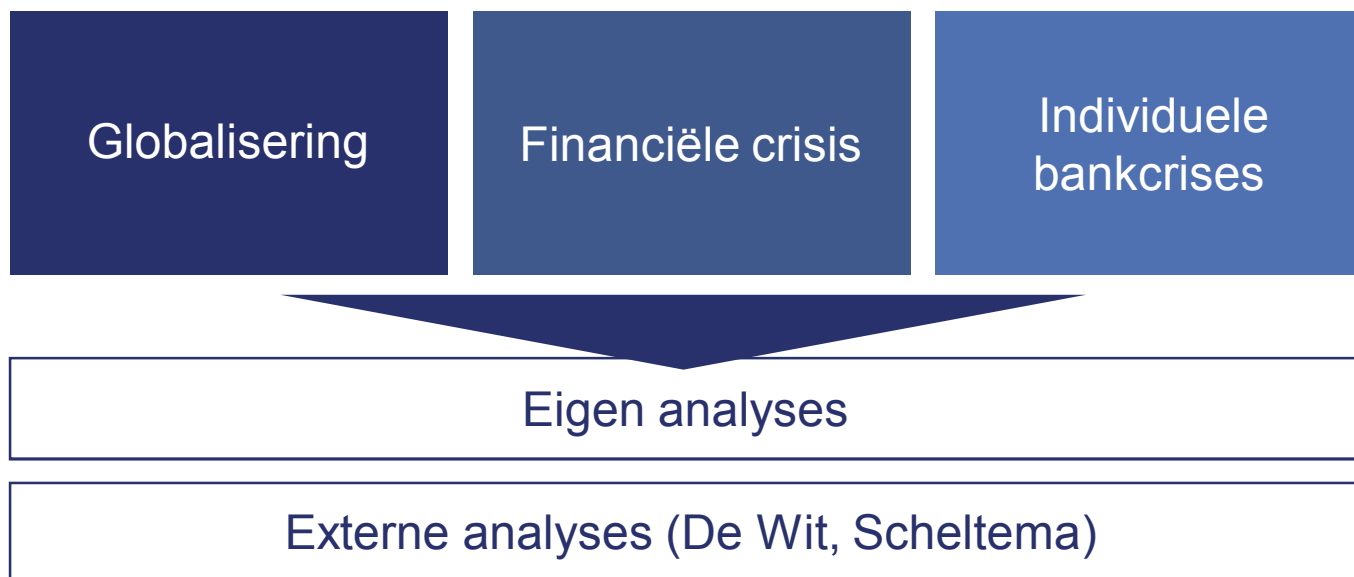 Globalisering
Financiële crisis
Individuele
bankcrises
Eigen analyses
Externe analyses (De Wit, Scheltema)